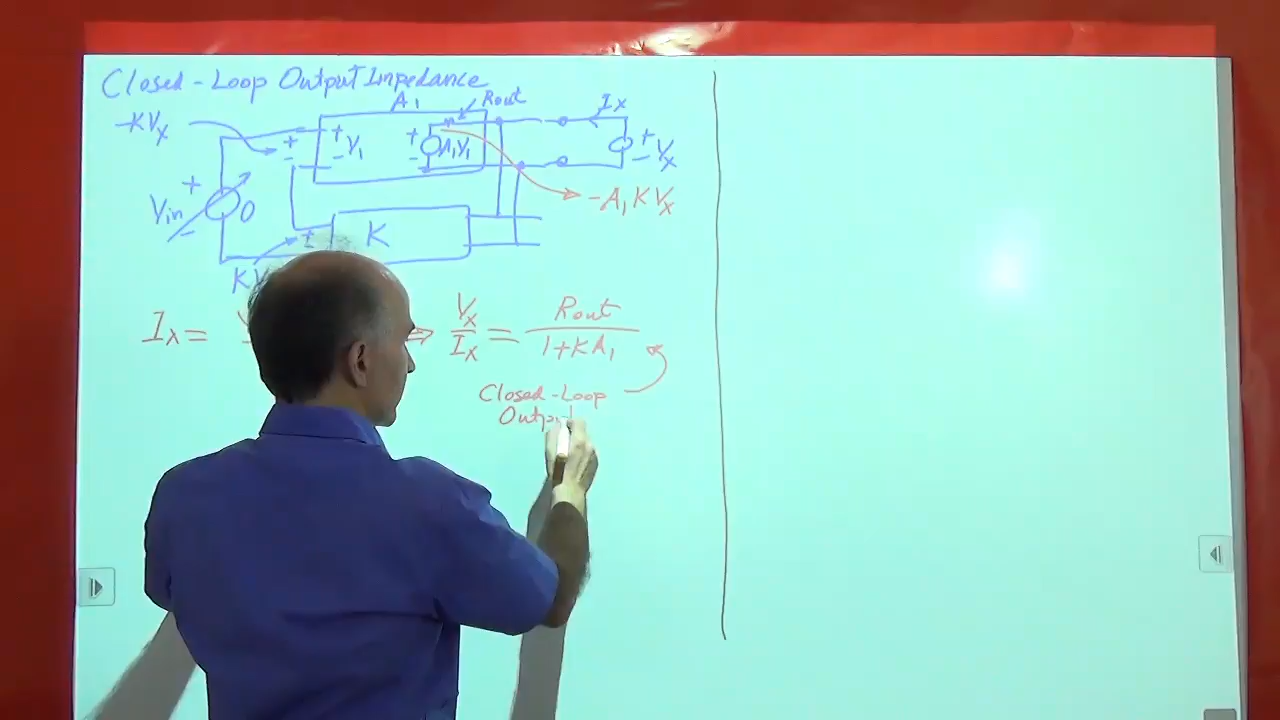 Closed-Loop Output Impedance
A1 Rout Ix
-KVx + V1 - + A1V1 - + Vx -
+ Vin - 0 -A1KVx
± K
K
Ix = ⇒ Vx/Ix = Rout/(1+KA1)
Closed-Loop